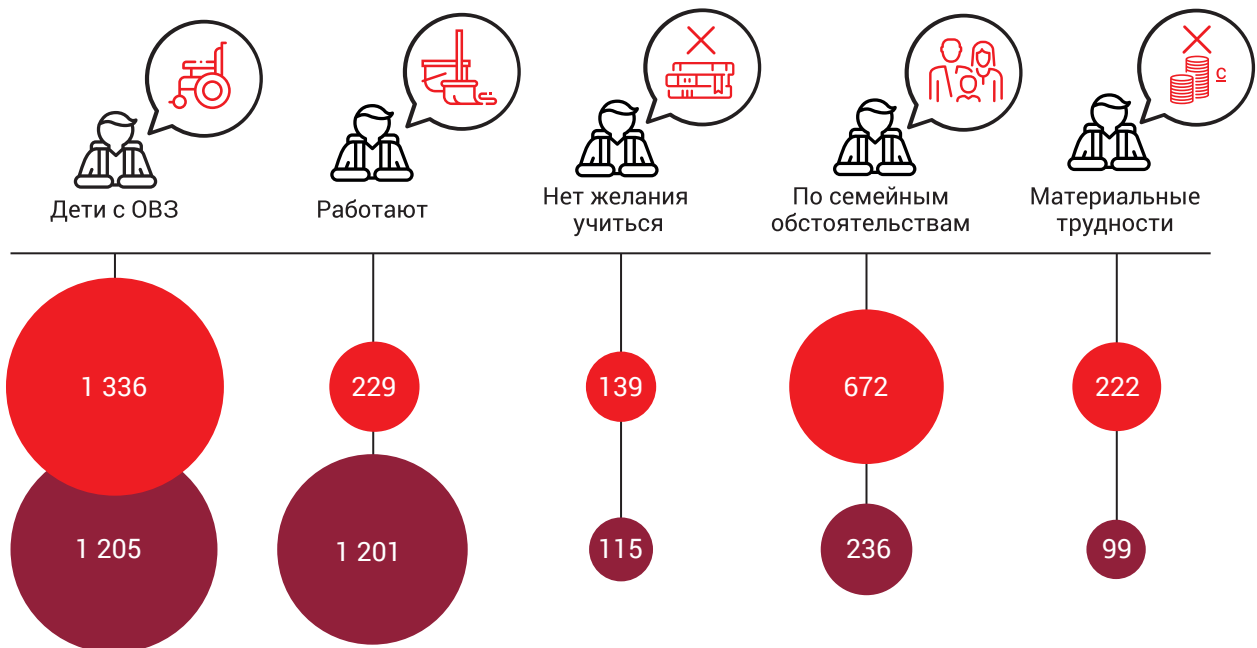 с
Дети с ОВЗ
Работают
Нет желания
учиться
По семейным
обстоятельствам
Материальные
трудности
1 336
229
139
672
222
1 205
1 201
115
236
99